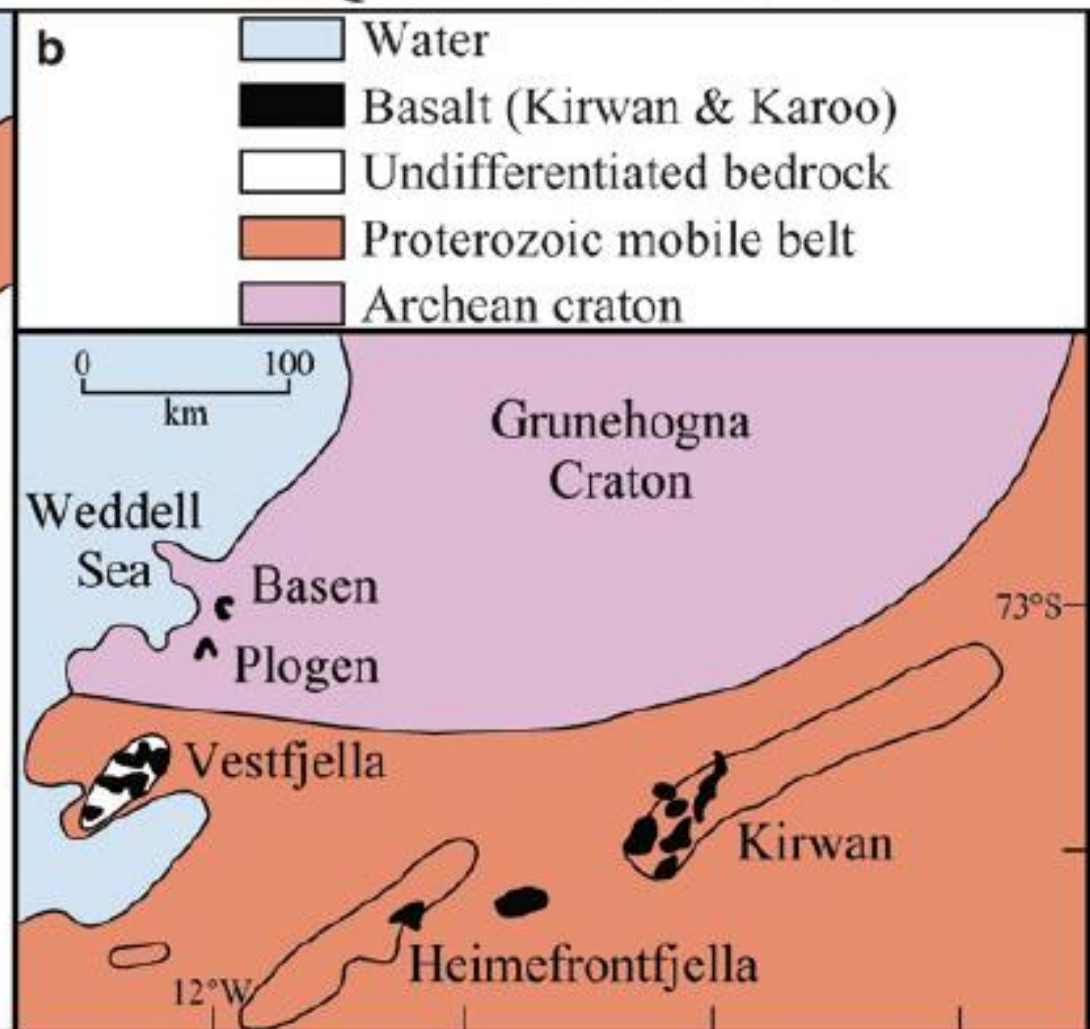 b
Water
Basalt (Kirwan & Karoo)
Undifferentiated bedrock
Proterozoic mobile belt
Archean craton
0 100
km
Grunehogna
Craton
Weddell
Sea
Basen
73°S
Plogen
Vestfjella
Kirwan
Heimefrontfjella
12°W